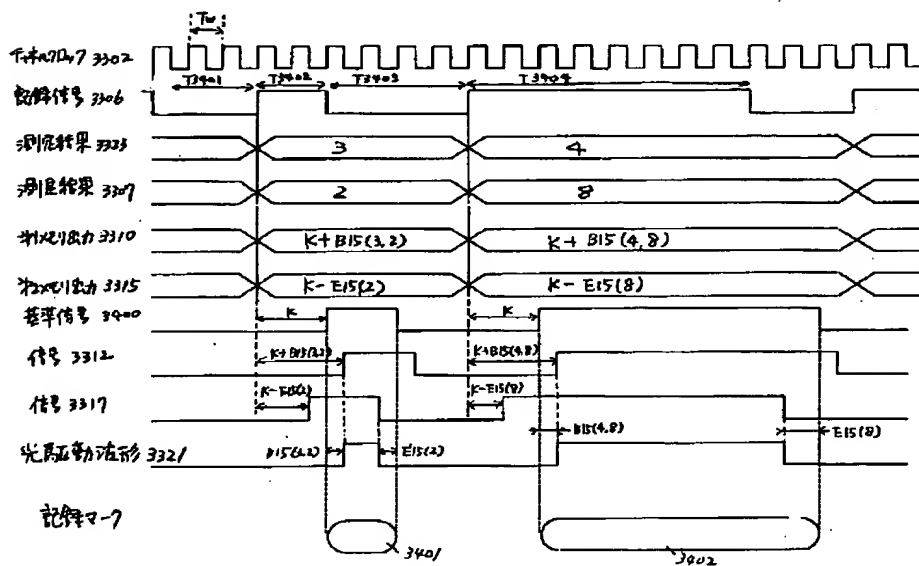 Tw
チャネルクロック 3302
T3401 T3402 T3403 T3404
記録信号 3306
測定結果 3323 3 4
測定結果 3307 2 8
第1メモリ出力 3310 K+B15(3,2) K+B15(4,8)
第2メモリ出力 3315 K-E15(2) K-E15(8)
基準信号 3400 K K
信号 3312 K+B15(3,2) K+B15(4,8)
信号 3317 K-E15(2) K-E15(8)
B15(4,8) E15(8)
光駆動波形 3321 B15(3,2) E15(2)
記録マーク
3401 3402